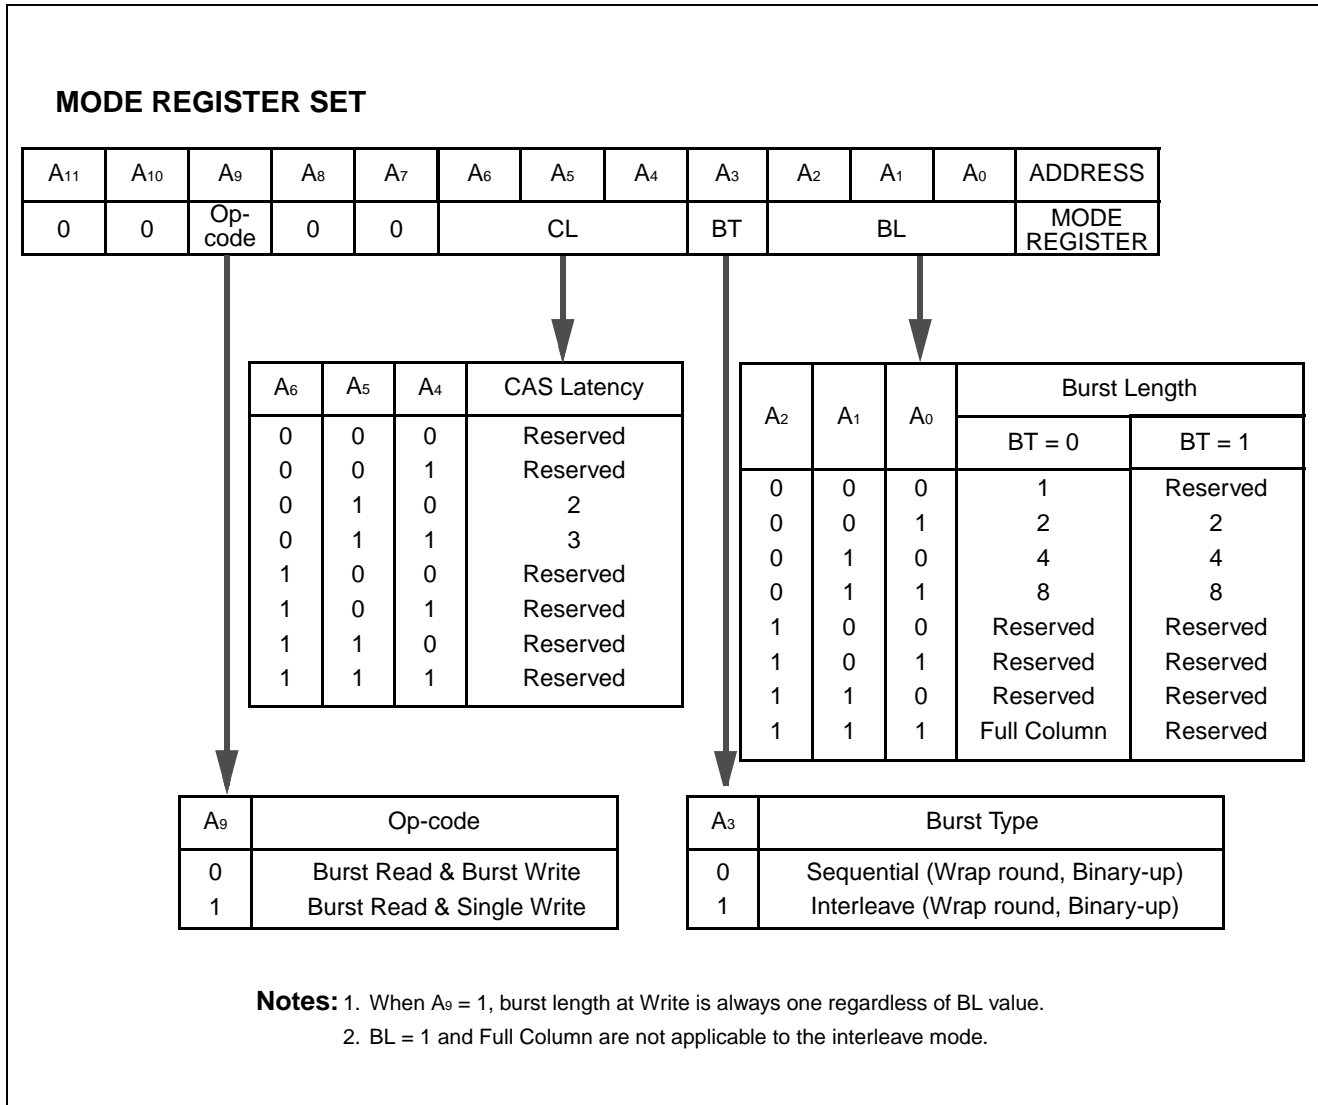 MODE REGISTER SET
A11 A10 A9 A8 A7 A6 A5 A4 A3 A2 A1 A0 ADDRESS
0 0 Op-code 0 0 CL BT BL MODE REGISTER
A6 A5 A4 CAS Latency
0 0 0 Reserved
0 0 1 Reserved
0 1 0 2
0 1 1 3
1 0 0 Reserved
1 0 1 Reserved
1 1 0 Reserved
1 1 1 Reserved
A2 A1 A0 Burst Length
BT = 0 BT = 1
0 0 0 1 Reserved
0 0 1 2 2
0 1 0 4 4
0 1 1 8 8
1 0 0 Reserved Reserved
1 0 1 Reserved Reserved
1 1 0 Reserved Reserved
1 1 1 Full Column Reserved
A9 Op-code
0 Burst Read & Burst Write
1 Burst Read & Single Write
A3 Burst Type
0 Sequential (Wrap round, Binary-up)
1 Interleave (Wrap round, Binary-up)
Notes: 1. When A9 = 1, burst length at Write is always one regardless of BL value.
2. BL = 1 and Full Column are not applicable to the interleave mode.